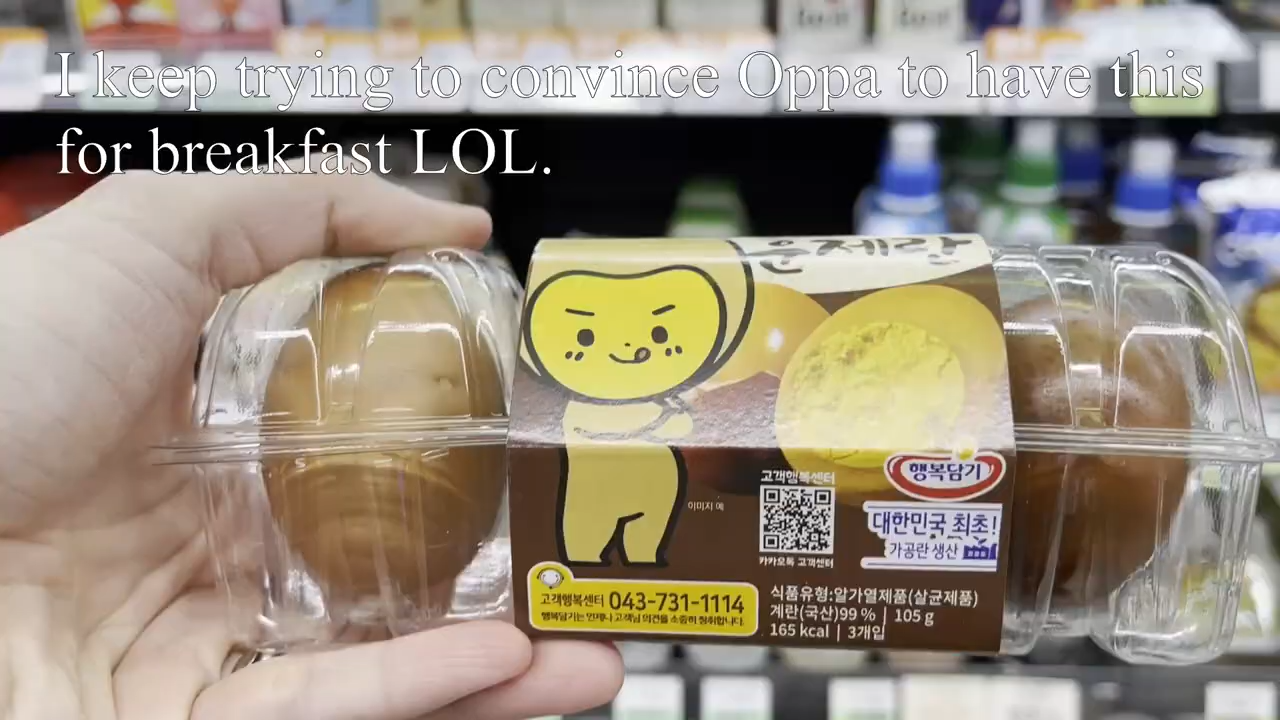 I keep trying to convince Oppa to have this
for breakfast LOL.
운제란
고객행복센터
행복담기
이미지 예
대한민국 최초!
가공란 생산
카카오톡 고객센터
고객행복센터 043-731-1114
행복담기는 언제나 고객님 의견을 소중히 청취합니다.
식품유형:알가열제품(살균제품)
계란(국산)99 % | 105 g
165 kcal | 3개입